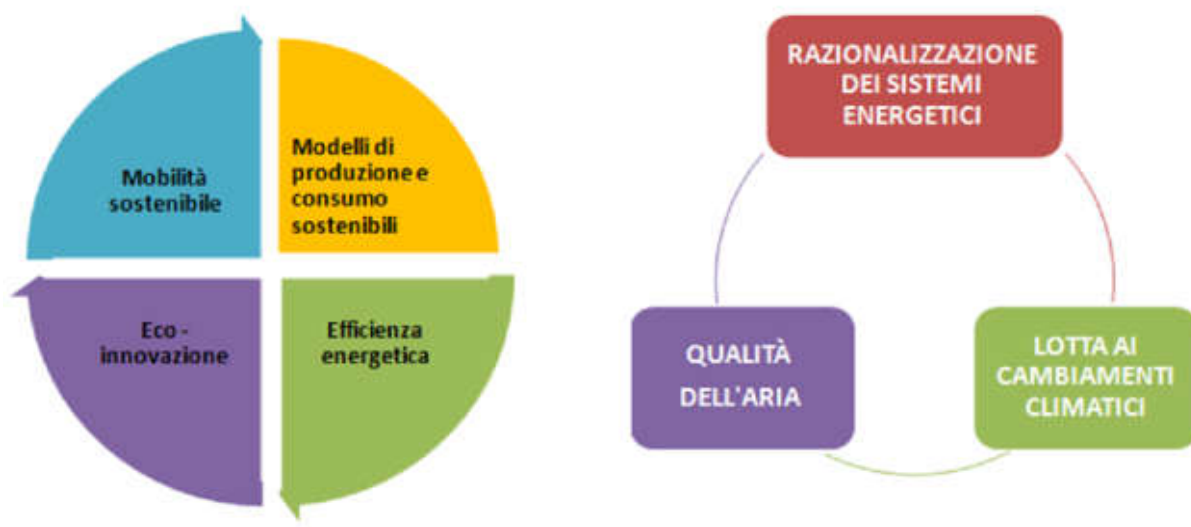 Mobilità
sostenibile
Modelli di
produzione e
consumo
sostenibili
Eco -
innovazione
Efficienza
energetica
RAZIONALIZZAZIONE
DEI SISTEMI
ENERGETICI
QUALITÀ
DELL'ARIA
LOTTA AI
CAMBIAMENTI
CLIMATICI